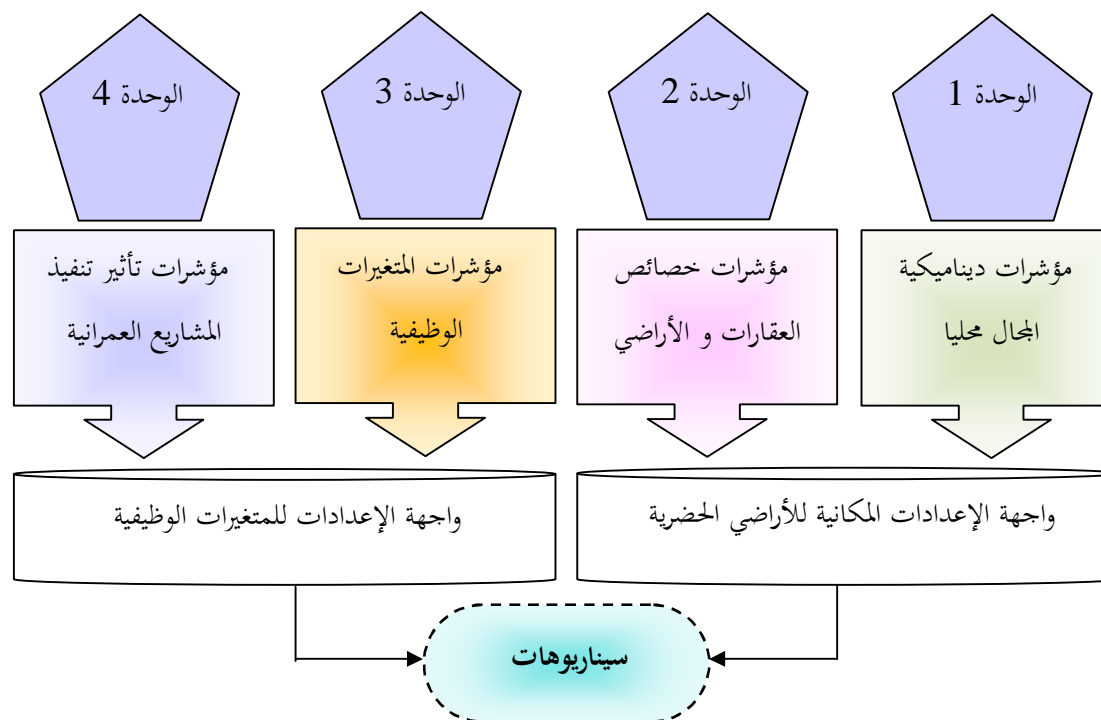 الوحدة 1
الوحدة 2
الوحدة 3
الوحدة 4
مؤشرات ديناميكية
المجال محليا
مؤشرات خصائص
العقارات و الأراضي
مؤشرات المتغيرات
الوظيفية
مؤشرات تأثير تنفيذ
المشاريع العمرانية
واجهة الإعدادات المكانية للأراضي الحضرية
واجهة الإعدادات للمتغيرات الوظيفية
سيناريوهات